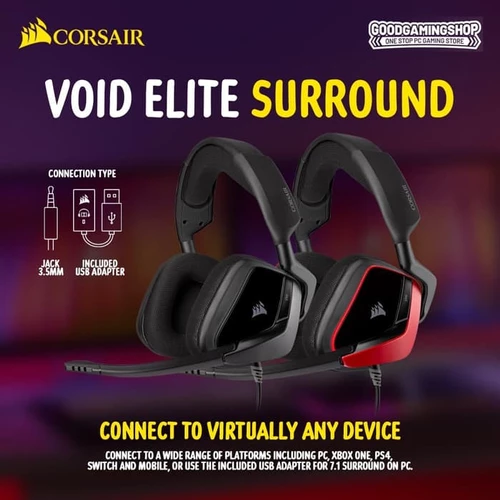 CORSAIR
GOODGAMINGSHOP
ONE STOP PC GAMING STORE
VOID ELITE SURROUND
CONNECTION TYPE
JACK
3.5MM
INCLUDED
USB ADAPTER
CORSAIR
CORSAIR
CONNECT TO VIRTUALLY ANY DEVICE
CONNECT TO A WIDE RANGE OF PLATFORMS INCLUDING PC, XBOX ONE, PS4,
SWITCH AND MOBILE, OR USE THE INCLUDED USB ADAPTER FOR 7.1 SURROUND ON PC.